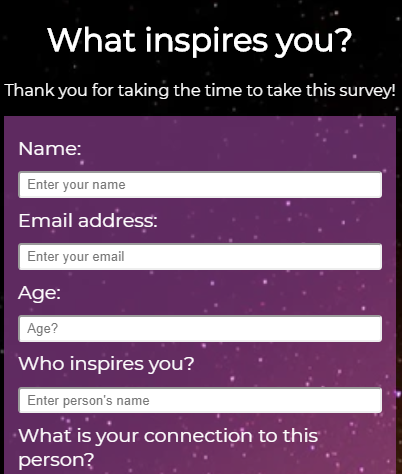 What inspires you?
Thank you for taking the time to take this survey!
Name:
Enter your name
Email address:
Enter your email
Age:
Age?
Who inspires you?
Enter person's name
What is your connection to this
person?